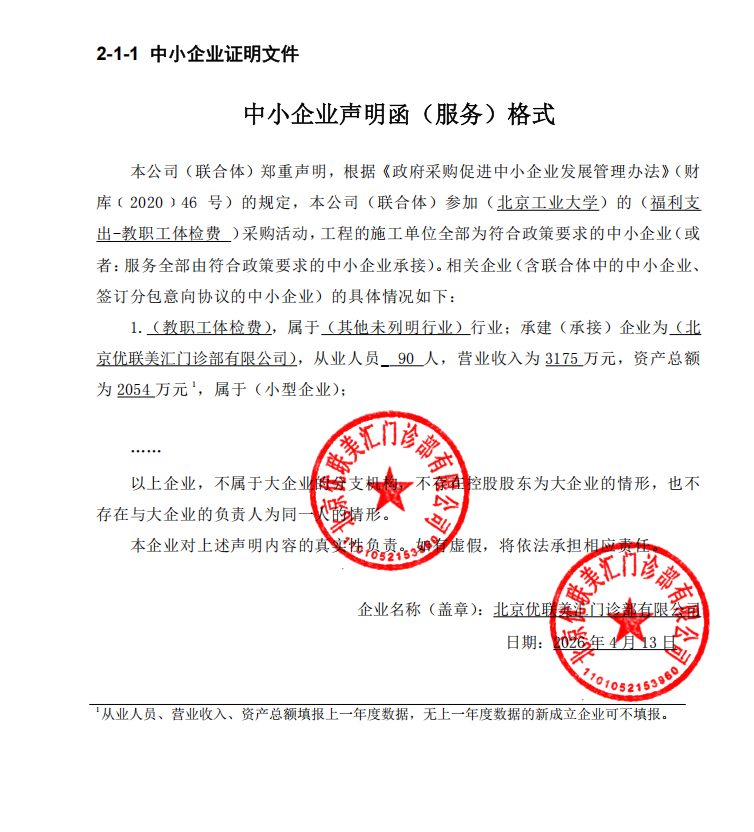 2-1-1 中小企业证明文件
中小企业声明函（服务）格式
本公司（联合体）郑重声明，根据《政府采购促进中小企业发展管理办法》（财
库﹝2020﹞46 号）的规定，本公司（联合体）参加（北京工业大学）的（福利支
出-教职工体检费 ）采购活动，工程的施工单位全部为符合政策要求的中小企业（或
者：服务全部由符合政策要求的中小企业承接）。相关企业（含联合体中的中小企业、
签订分包意向协议的中小企业）的具体情况如下：
1. （教职工体检费），属于（其他未列明行业）行业；承建（承接）企业为（北
京优联美汇门诊部有限公司），从业人员 90 人，营业收入为 3175 万元，资产总额
为 2054 万元1，属于（小型企业）；
……
以上企业，不属于大企业的分支机构，不存在控股股东为大企业的情形，也不
存在与大企业的负责人为同一人的情形。
本企业对上述声明内容的真实性负责。如有虚假，将依法承担相应责任。
北京优联美汇门诊部有限公司
1101052153960
企业名称（盖章）：北京优联美汇门诊部有限公司
日期：2026 年 4 月 13 日
北京优联美汇门诊部有限公司
1101052153960
1从业人员、营业收入、资产总额填报上一年度数据，无上一年度数据的新成立企业可不填报。